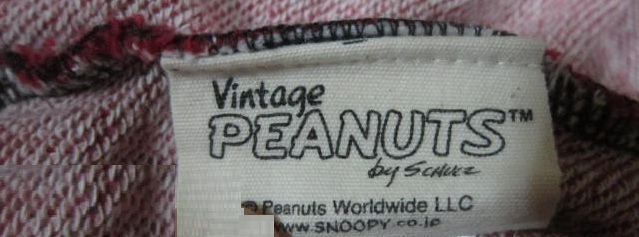 Vintage
PEANUTS™
by SCHULZ
© Peanuts Worldwide LLC
www.SNOOPY.co.jp